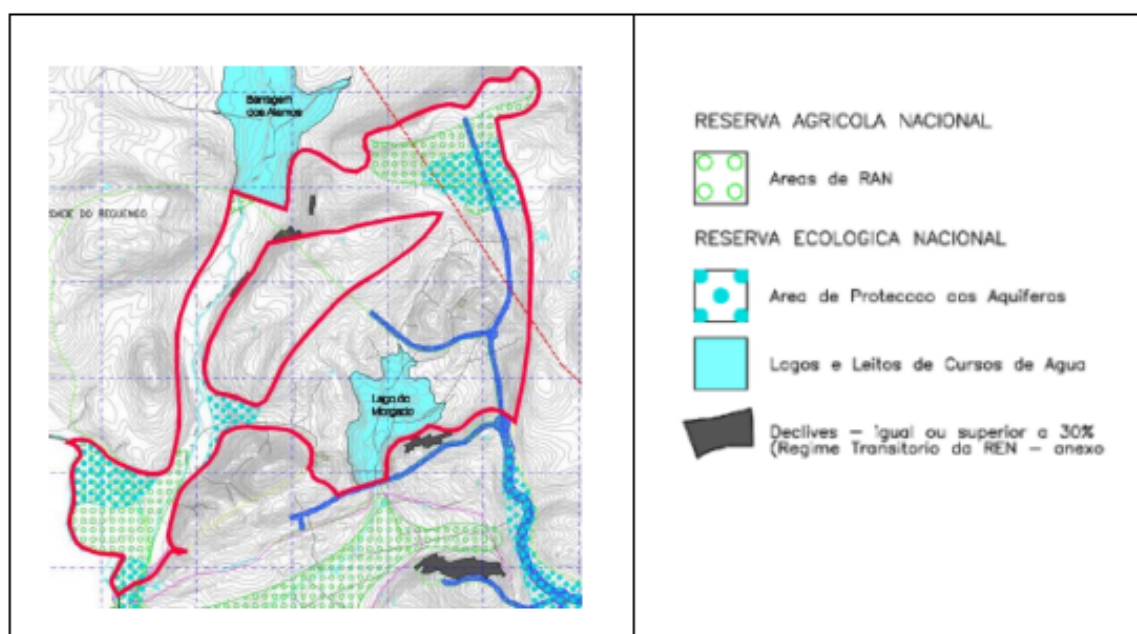 Barragem
dos Alamos
DADE DO REGUENGO
Lago do
Morgado
RESERVA AGRICOLA NACIONAL
Areas de RAN
RESERVA ECOLOGICA NACIONAL
Area de Proteccao aos Aquiferos
Lagos e Leitos de Cursos de Agua
Declives – igual ou superior a 30%
(Regime Transitorio da REN – anexo